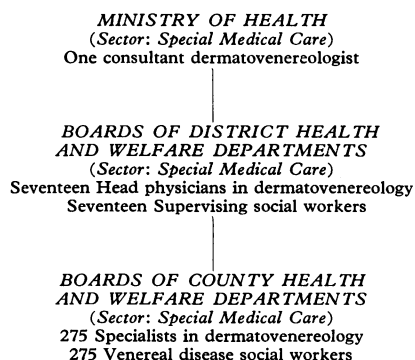 MINISTRY OF HEALTH
(Sector: Special Medical Care)
One consultant dermatovenereologist
BOARDS OF DISTRICT HEALTH
AND WELFARE DEPARTMENTS
(Sector: Special Medical Care)
Seventeen Head physicians in dermatovenereology
Seventeen Supervising social workers
BOARDS OF COUNTY HEALTH
AND WELFARE DEPARTMENTS
(Sector: Special Medical Care)
275 Specialists in dermatovenereology
275 Venereal disease social workers